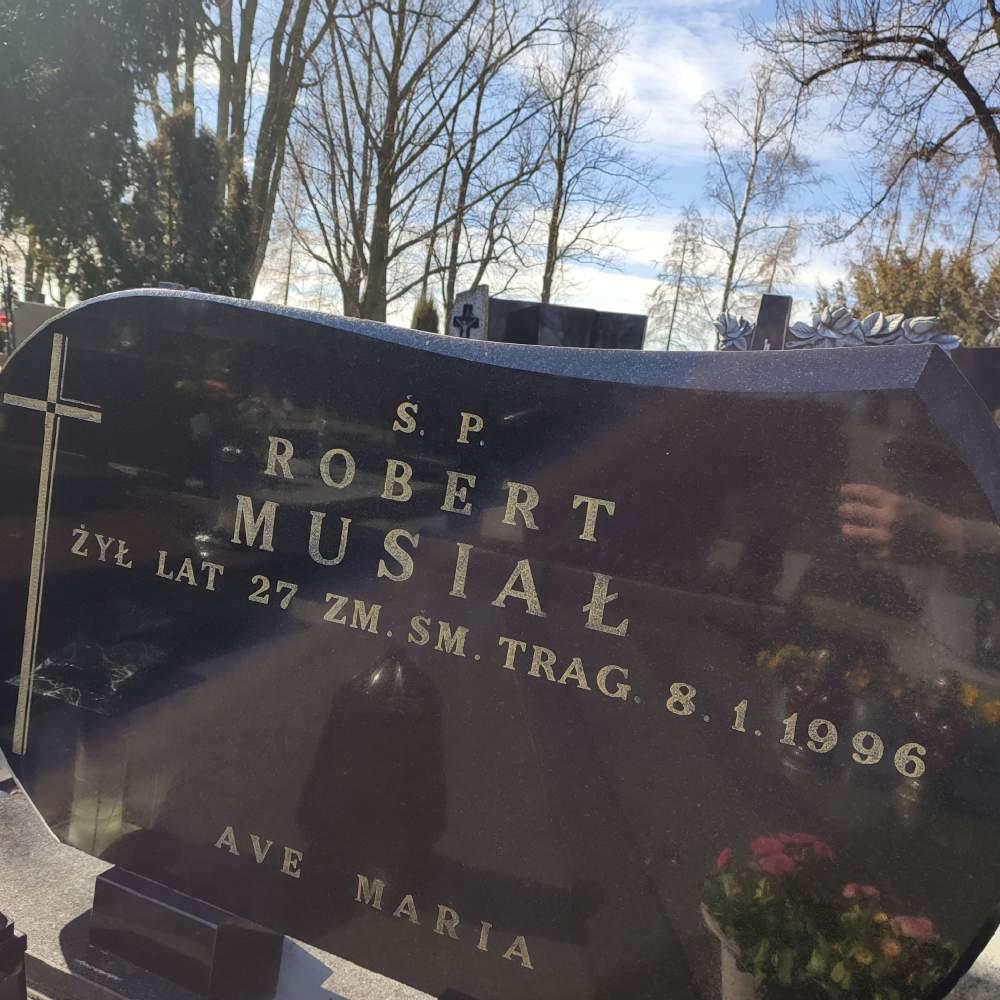 Ś. P.
ROBERT
MUSIAŁ
ŻYŁ LAT 27 ZM. ŚM. TRAG. 8.1.1996
AVE MARIA